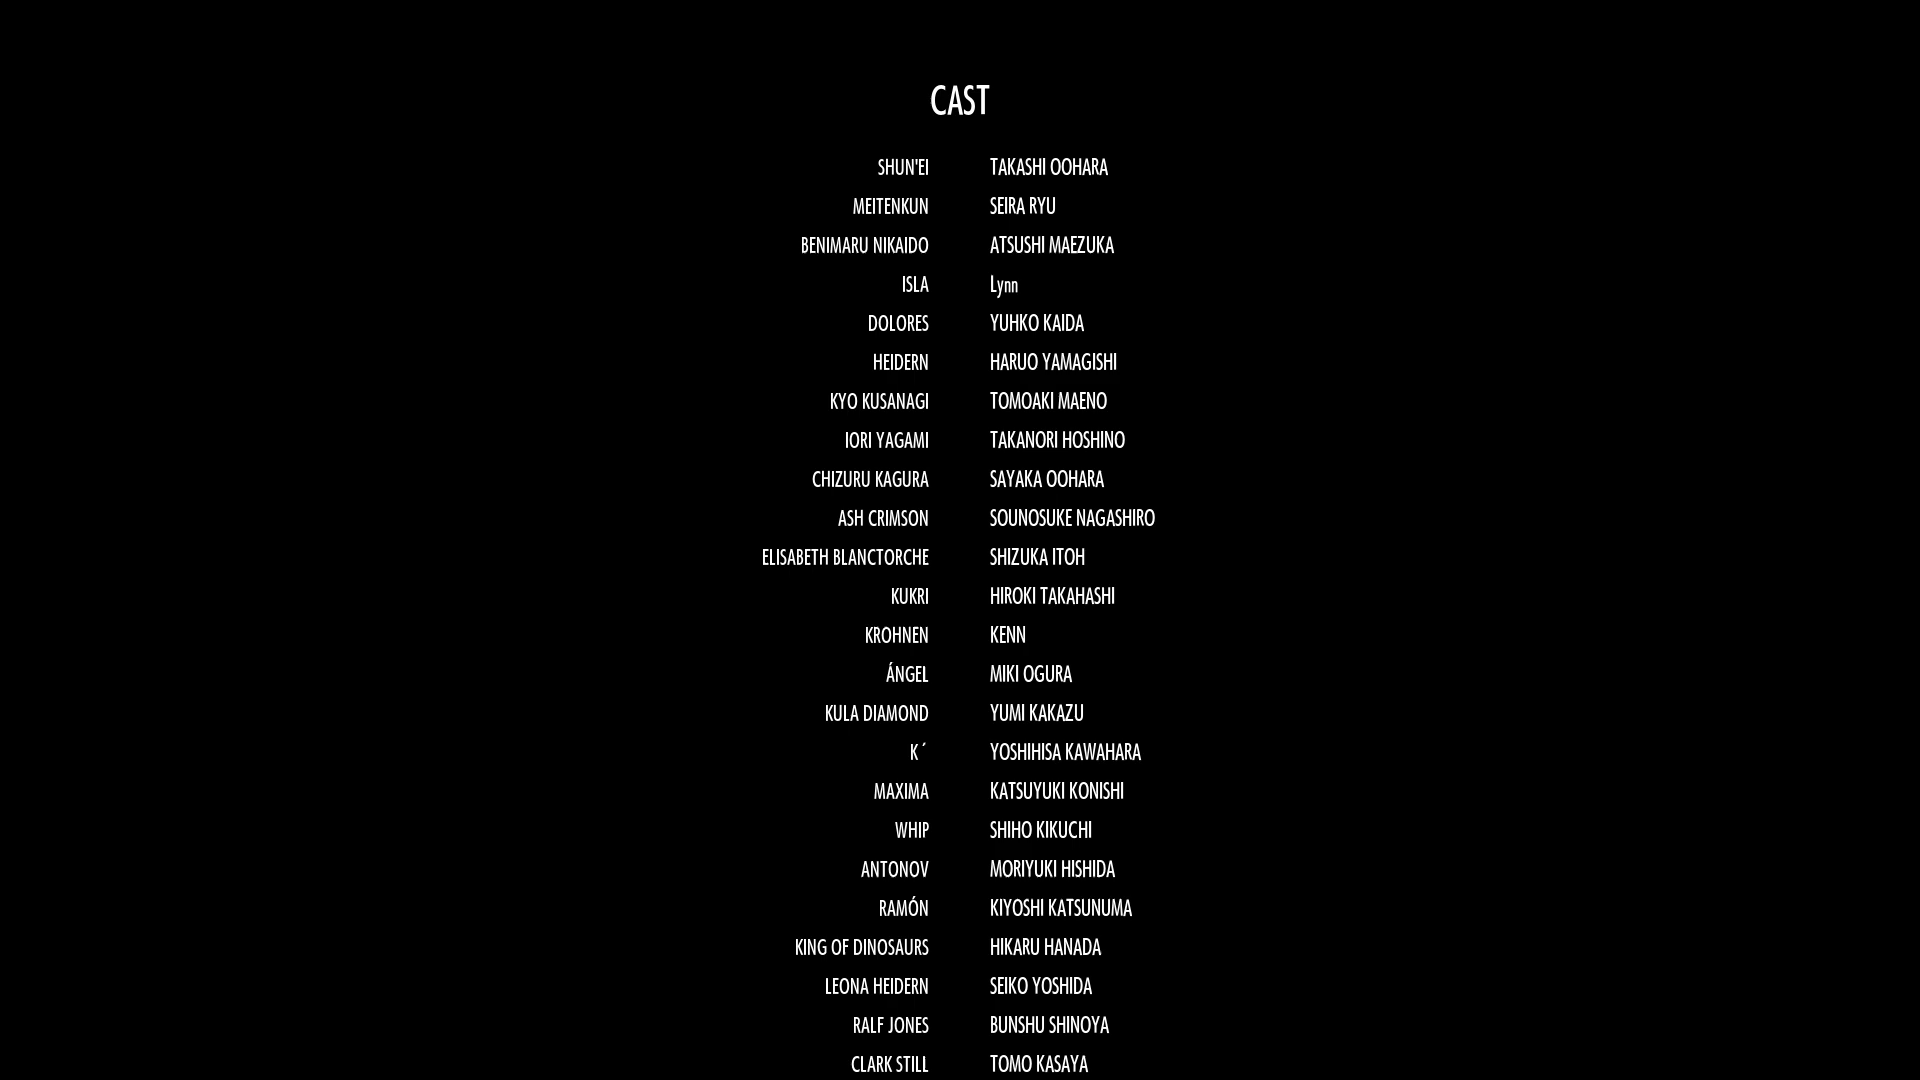 CAST
SHUN'EI TAKASHI OOHARA
MEITENKUN SEIRA RYU
BENIMARU NIKAIDO ATSUSHI MAEZUKA
ISLA Lynn
DOLORES YUHKO KAIDA
HEIDERN HARUO YAMAGISHI
KYO KUSANAGI TOMOAKI MAENO
IORI YAGAMI TAKANORI HOSHINO
CHIZURU KAGURA SAYAKA OOHARA
ASH CRIMSON SOUNOSUKE NAGASHIRO
ELISABETH BLANCTORCHE SHIZUKA ITOH
KUKRI HIROKI TAKAHASHI
KROHNEN KENN
ÁNGEL MIKI OGURA
KULA DIAMOND YUMI KAKAZU
K´ YOSHIHISA KAWAHARA
MAXIMA KATSUYUKI KONISHI
WHIP SHIHO KIKUCHI
ANTONOV MORIYUKI HISHIDA
RAMÓN KIYOSHI KATSUNUMA
KING OF DINOSAURS HIKARU HANADA
LEONA HEIDERN SEIKO YOSHIDA
RALF JONES BUNSHU SHINOYA
CLARK STILL TOMO KASAYA